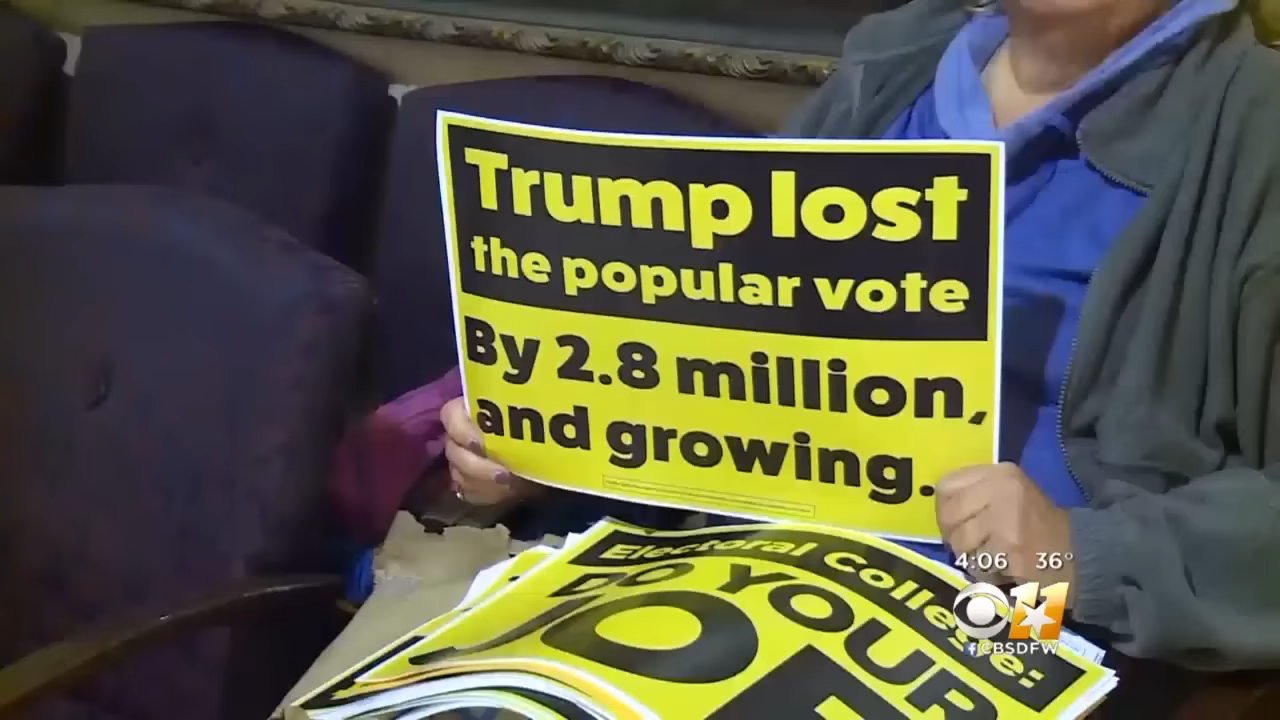 Trump lost
the popular vote
By 2.8 million,
and growing.
Electoral College:
DO YOUR
JOB
4:06 36°
11
CBSDFW